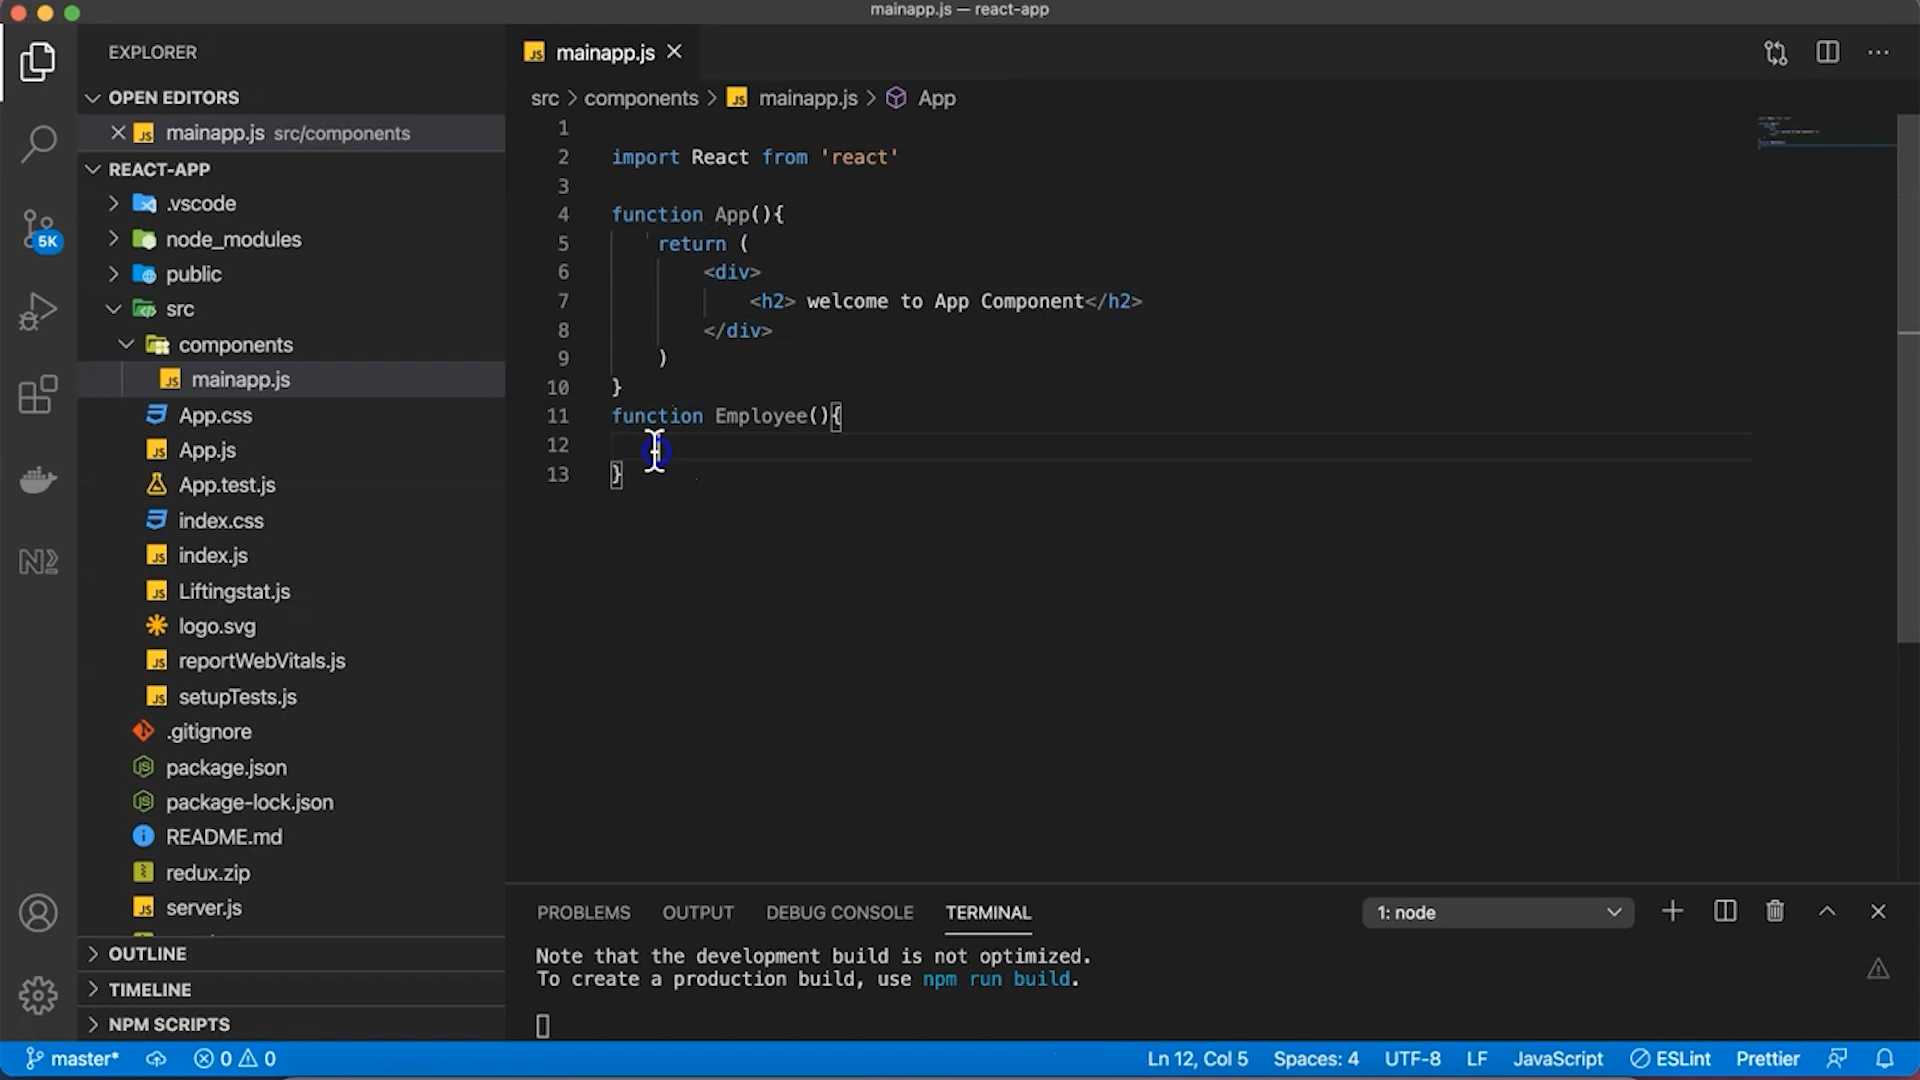 mainapp.js — react-app
EXPLORER
OPEN EDITORS
mainapp.js src/components
REACT-APP
.vscode
node_modules
public
src
components
mainapp.js
App.css
App.js
App.test.js
index.css
index.js
Liftingstat.js
logo.svg
reportWebVitals.js
setupTests.js
.gitignore
package.json
package-lock.json
README.md
redux.zip
server.js
OUTLINE
TIMELINE
NPM SCRIPTS
5K
mainapp.js
src > components > mainapp.js > App
1
2 import React from 'react'
3
4 function App(){
5 return (
6 <div>
7 <h2> welcome to App Component</h2>
8 </div>
9 )
10 }
11 function Employee(){
12
13 }
PROBLEMS OUTPUT DEBUG CONSOLE TERMINAL 1: node
Note that the development build is not optimized.
To create a production build, use npm run build.
master* 0 0 Ln 12, Col 5 Spaces: 4 UTF-8 LF JavaScript ESLint Prettier